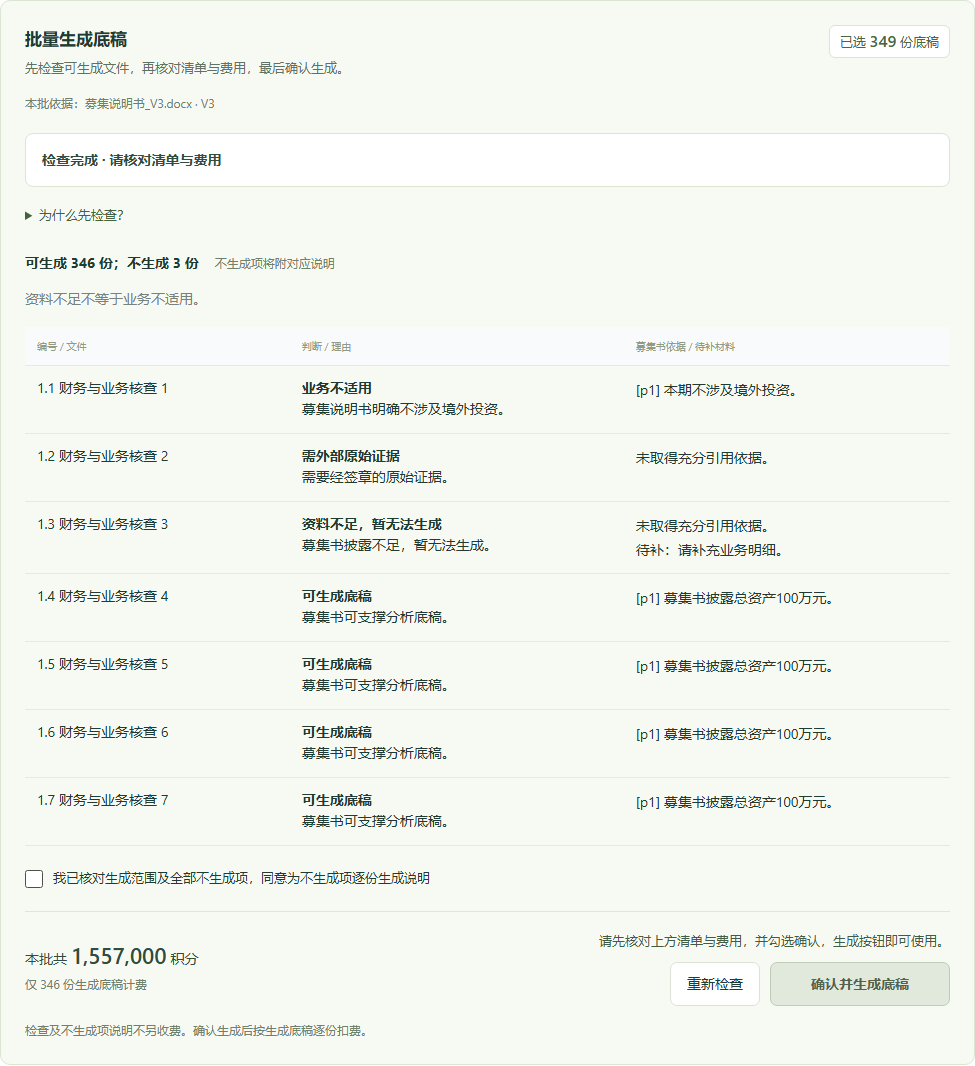 批量生成底稿
已选 349 份底稿
先检查可生成文件，再核对清单与费用，最后确认生成。
本批依据：募集说明书_V3.docx · V3
检查完成 · 请核对清单与费用
▶ 为什么先检查？
可生成 346 份；不生成 3 份 不生成项将附对应说明
资料不足不等于业务不适用。
编号 / 文件 判断 / 理由 募集书依据 / 待补材料
1.1 财务与业务核查 1
业务不适用
募集说明书明确不涉及境外投资。
[p1] 本期不涉及境外投资。
1.2 财务与业务核查 2
需外部原始证据
需要经签章的原始证据。
未取得充分引用依据。
1.3 财务与业务核查 3
资料不足，暂无法生成
募集书披露不足，暂无法生成。
未取得充分引用依据。
待补：请补充业务明细。
1.4 财务与业务核查 4
可生成底稿
募集书可支撑分析底稿。
[p1] 募集书披露总资产100万元。
1.5 财务与业务核查 5
可生成底稿
募集书可支撑分析底稿。
[p1] 募集书披露总资产100万元。
1.6 财务与业务核查 6
可生成底稿
募集书可支撑分析底稿。
[p1] 募集书披露总资产100万元。
1.7 财务与业务核查 7
可生成底稿
募集书可支撑分析底稿。
[p1] 募集书披露总资产100万元。
我已核对生成范围及全部不生成项，同意为不生成项逐份生成说明
本批共 1,557,000 积分
仅 346 份生成底稿计费
请先核对上方清单与费用，并勾选确认，生成按钮即可使用。
重新检查
确认并生成底稿
检查及不生成项说明不另收费。确认生成后按生成底稿逐份扣费。